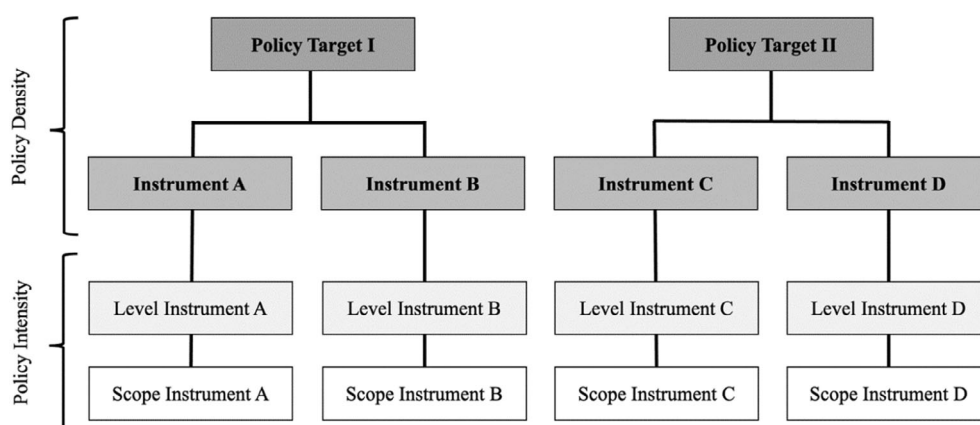 Policy Density
Policy Target I
Policy Target II
Instrument A
Instrument B
Instrument C
Instrument D
Policy Intensity
Level Instrument A
Level Instrument B
Level Instrument C
Level Instrument D
Scope Instrument A
Scope Instrument B
Scope Instrument C
Scope Instrument D